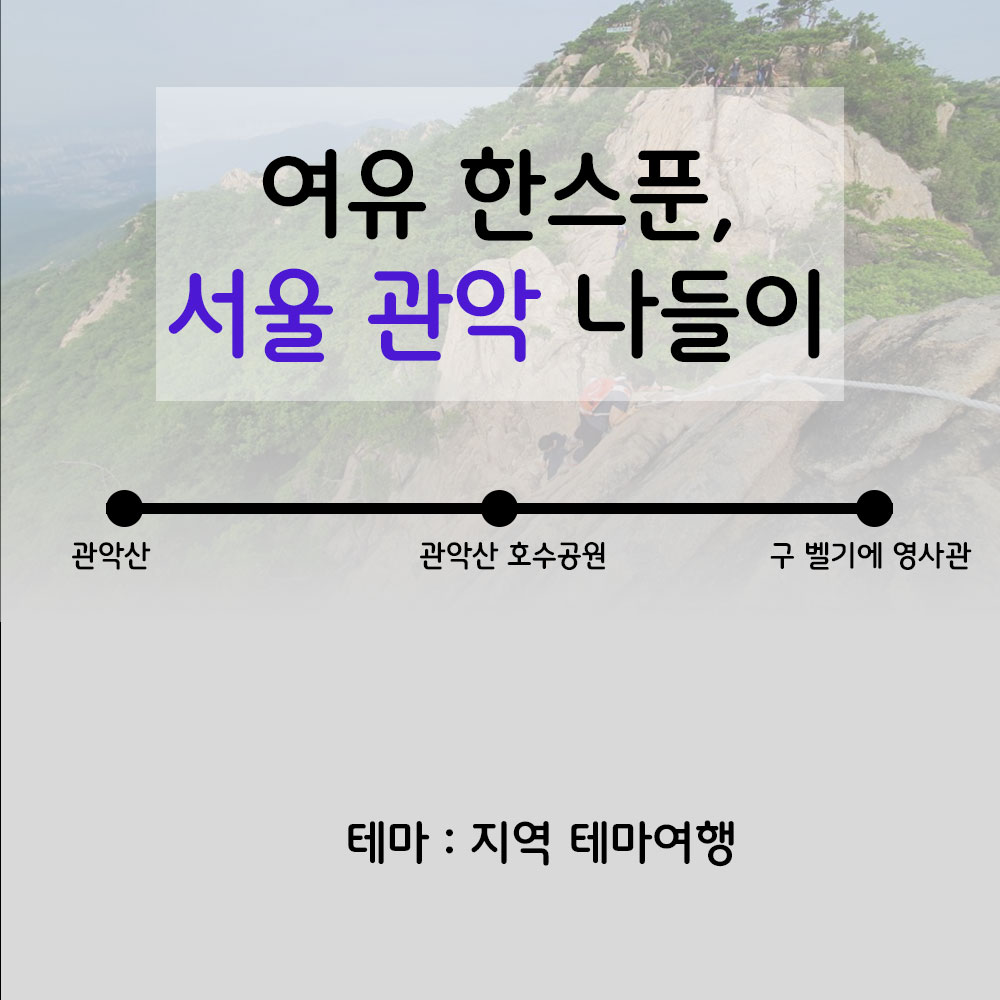 여유 한스푼,
서울 관악 나들이
관악산
관악산 호수공원
구 벨기에 영사관
테마 : 지역 테마여행